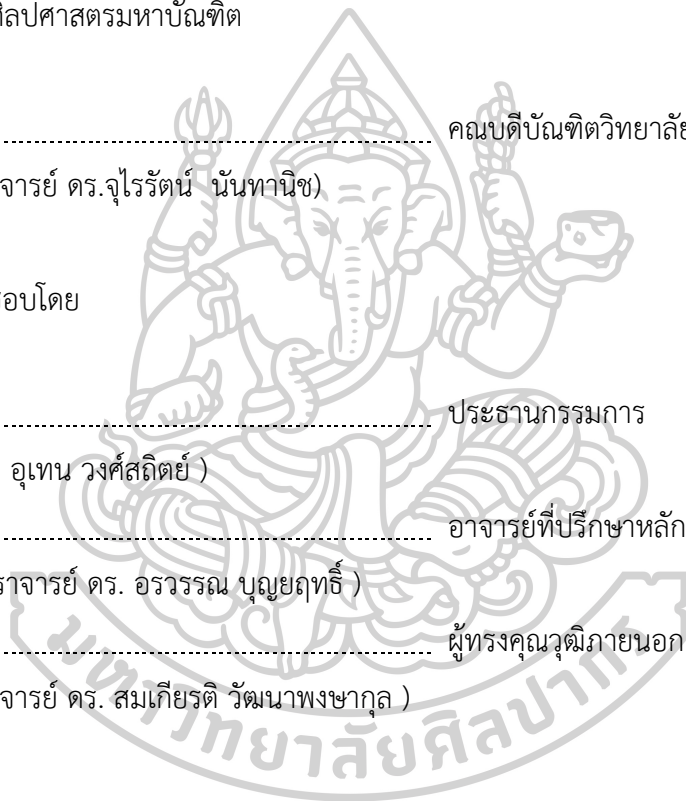 ศิลปศาสตรมหาบัณฑิต
คณบดีบัณฑิตวิทยาลัย
จารย์ ดร.จุไรรัตน์ นันทานิช)
อบโดย
ประธานกรรมการ
อุเทน วงศ์สถิตย์ )
อาจารย์ที่ปรึกษาหลัก
ราจารย์ ดร. อรวรรณ บุญยฤทธิ์ )
ผู้ทรงคุณวุฒิภายนอก
จารย์ ดร. สมเกียรติ วัฒนาพงษากุล )
มหาวิทยาลัยศิลปากร